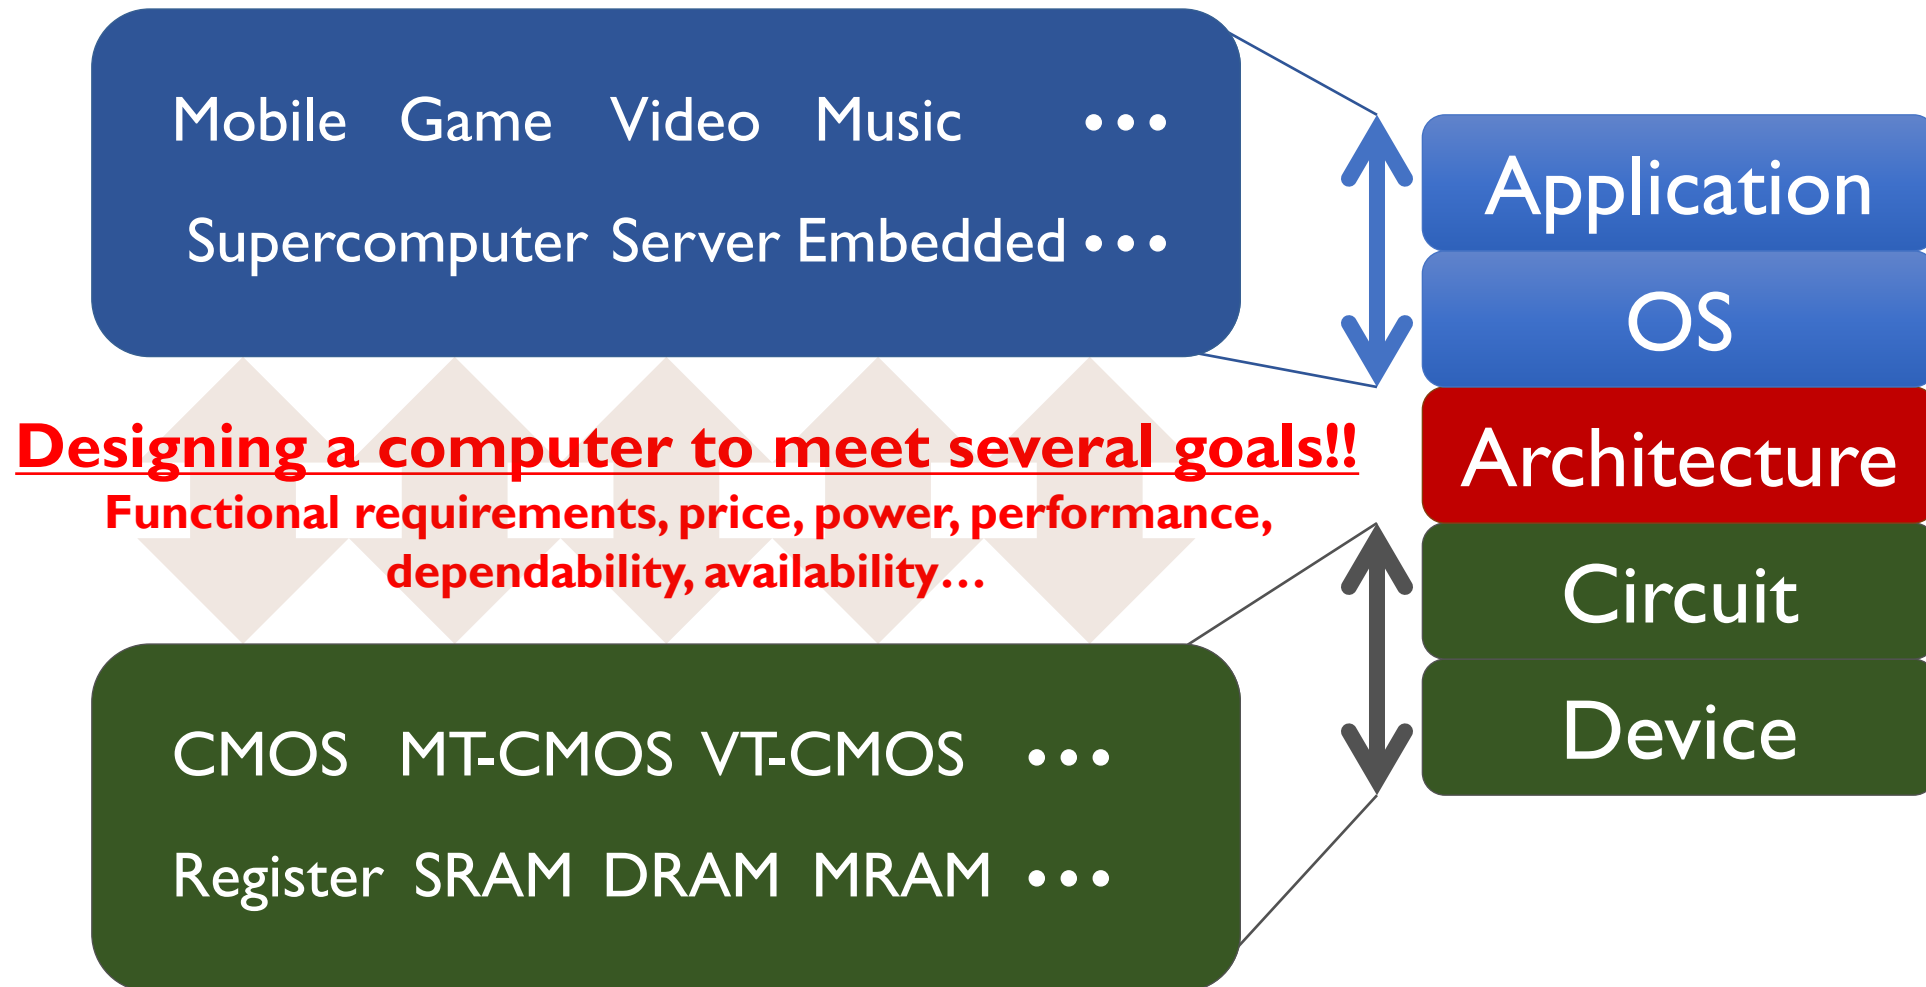 Mobile Game Video Music •••
Supercomputer Server Embedded •••
Designing a computer to meet several goals!!
Functional requirements, price, power, performance,
dependability, availability…
CMOS MT-CMOS VT-CMOS •••
Register SRAM DRAM MRAM •••
Application
OS
Architecture
Circuit
Device